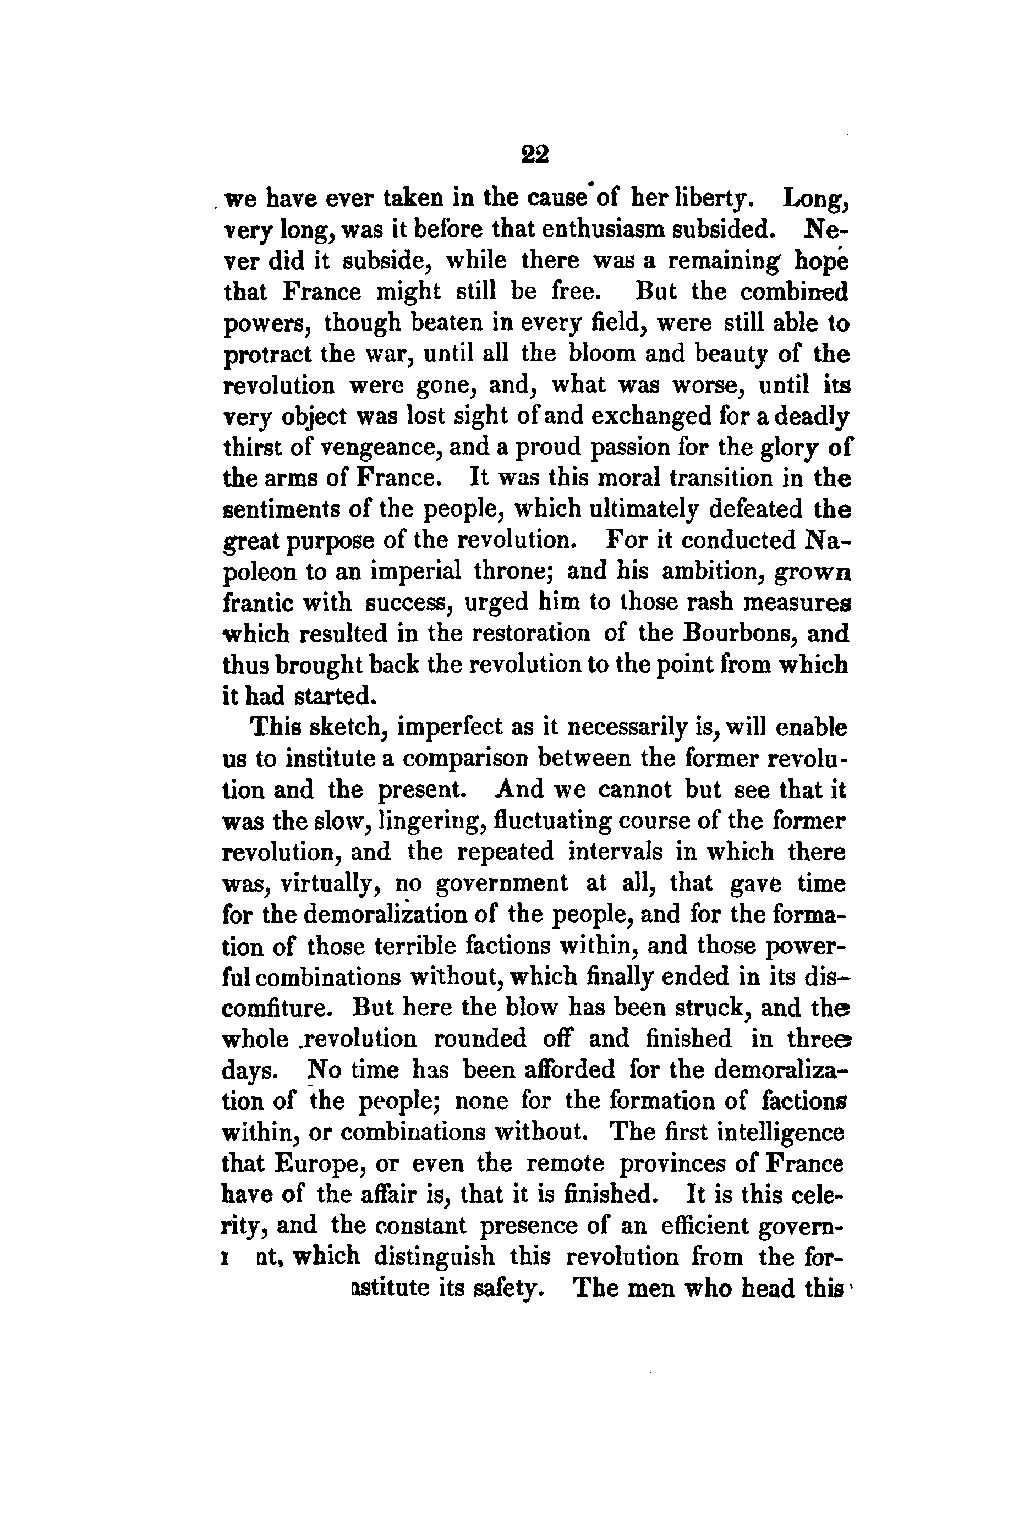 22
we have ever taken in the cause of her liberty. Long,
very long, was it before that enthusiasm subsided. Ne-
ver did it subside, while there was a remaining hope
that France might still be free. But the combined
powers, though beaten in every field, were still able to
protract the war, until all the bloom and beauty of the
revolution were gone, and, what was worse, until its
very object was lost sight of and exchanged for a deadly
thirst of vengeance, and a proud passion for the glory of
the arms of France. It was this moral transition in the
sentiments of the people, which ultimately defeated the
great purpose of the revolution. For it conducted Na-
poleon to an imperial throne; and his ambition, grown
frantic with success, urged him to those rash measures
which resulted in the restoration of the Bourbons, and
thus brought back the revolution to the point from which
it had started.
This sketch, imperfect as it necessarily is, will enable
us to institute a comparison between the former revolu-
tion and the present. And we cannot but see that it
was the slow, lingering, fluctuating course of the former
revolution, and the repeated intervals in which there
was, virtually, no government at all, that gave time
for the demoralization of the people, and for the forma-
tion of those terrible factions within, and those power-
ful combinations without, which finally ended in its dis-
comfiture. But here the blow has been struck, and the
whole revolution rounded off and finished in three
days. No time has been afforded for the demoraliza-
tion of the people; none for the formation of factions
within, or combinations without. The first intelligence
that Europe, or even the remote provinces of France
have of the affair is, that it is finished. It is this cele-
rity, and the constant presence of an efficient govern-
nt, which distinguish this revolution from the for-
nstitute its safety. The men who head this